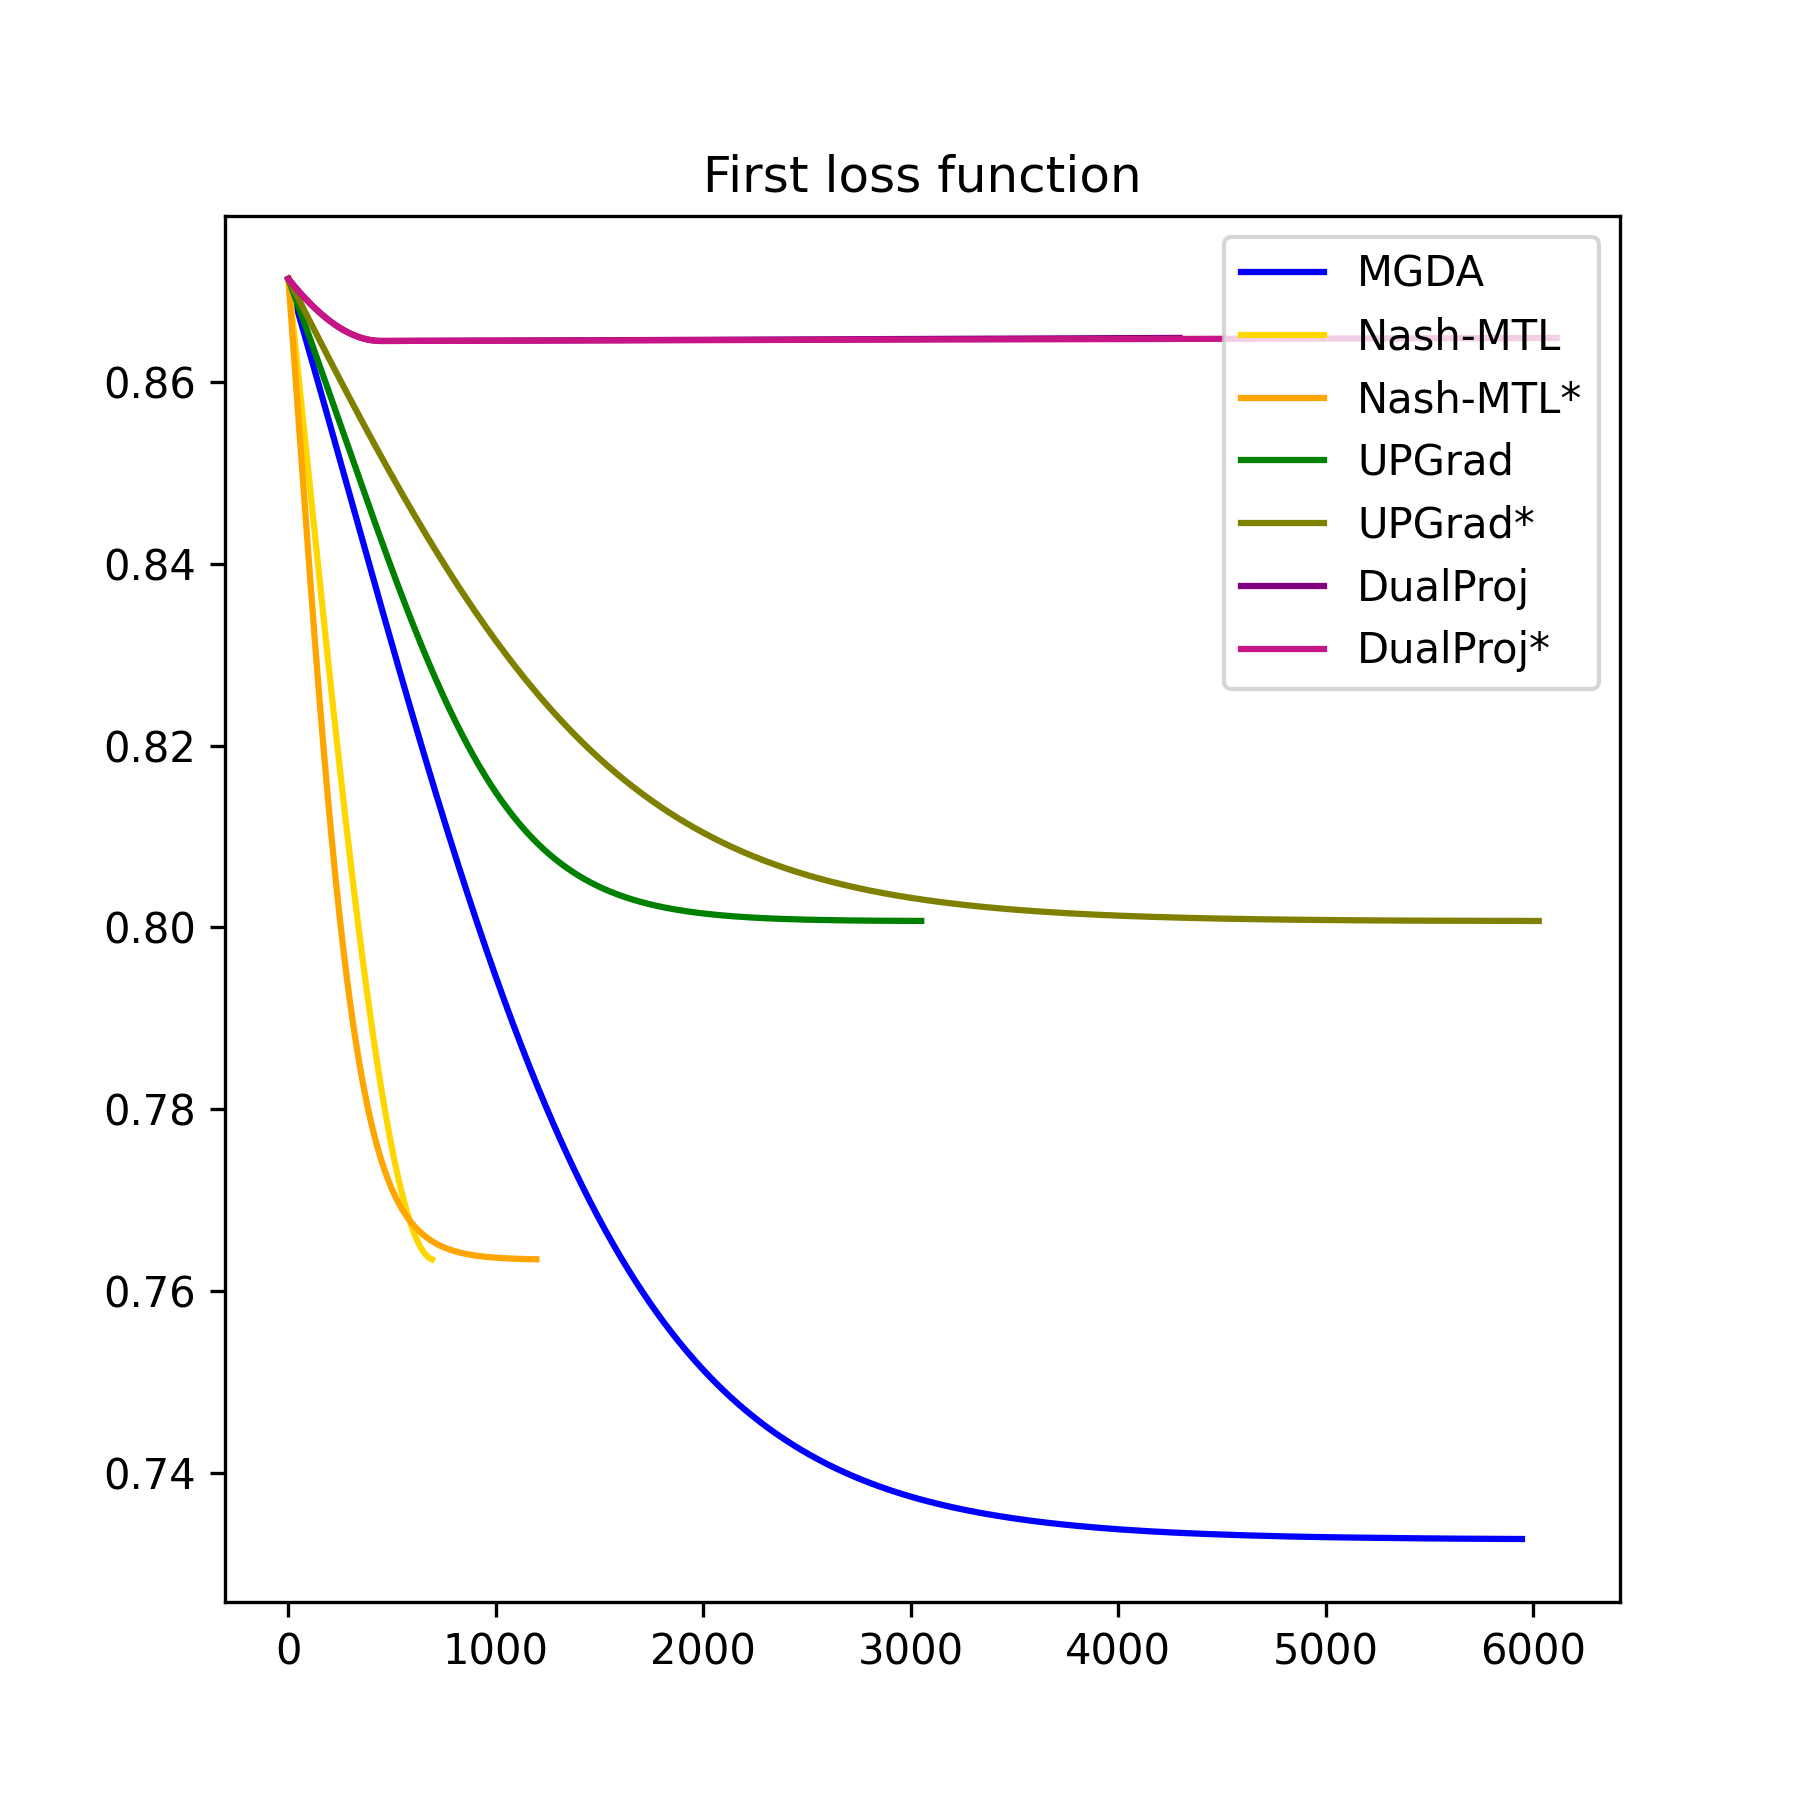 First loss function
MGDA
Nash-MTL
Nash-MTL*
UPGrad
UPGrad*
DualProj
DualProj*
0.86
0.84
0.82
0.80
0.78
0.76
0.74
0 1000 2000 3000 4000 5000 6000